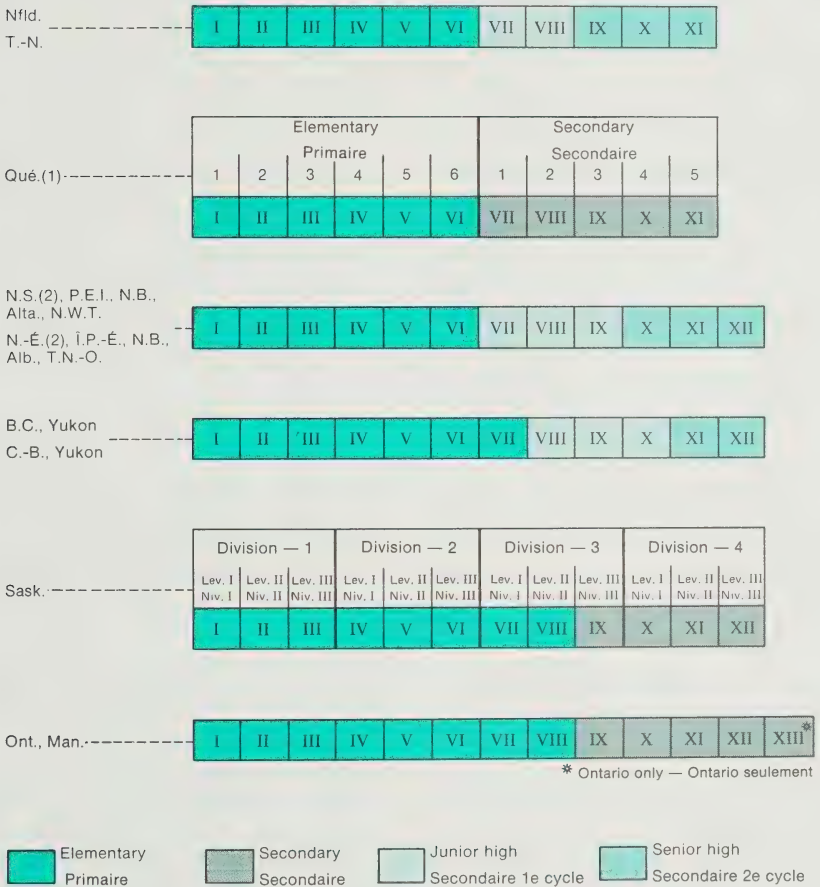 Nfld.
T.-N.
I II III IV V VI VII VIII IX X XI
Elementary Secondary
Primaire Secondaire
Qué.(1)
1 2 3 4 5 6 1 2 3 4 5
I II III IV V VI VII VIII IX X XI
N.S.(2), P.E.I., N.B.,
Alta., N.W.T.
N.-É.(2), Î.P.-É., N.B.,
Alb., T.N.-O.
I II III IV V VI VII VIII IX X XI XII
B.C., Yukon
C.-B., Yukon
I II III IV V VI VII VIII IX X XI XII
Division — 1 Division — 2 Division — 3 Division — 4
Sask.
Lev. I Lev. II Lev. III Lev. I Lev. II Lev. III Lev. I Lev. II Lev. III Lev. I Lev. II Lev. III
Niv. I Niv. II Niv. III Niv. I Niv. II Niv. III Niv. I Niv. II Niv. III Niv. I Niv. II Niv. III
I II III IV V VI VII VIII IX X XI XII
Ont., Man.
I II III IV V VI VII VIII IX X XI XII XIII*
* Ontario only — Ontario seulement
Elementary Secondary Junior high Senior high
Primaire Secondaire Secondaire 1e cycle Secondaire 2e cycle